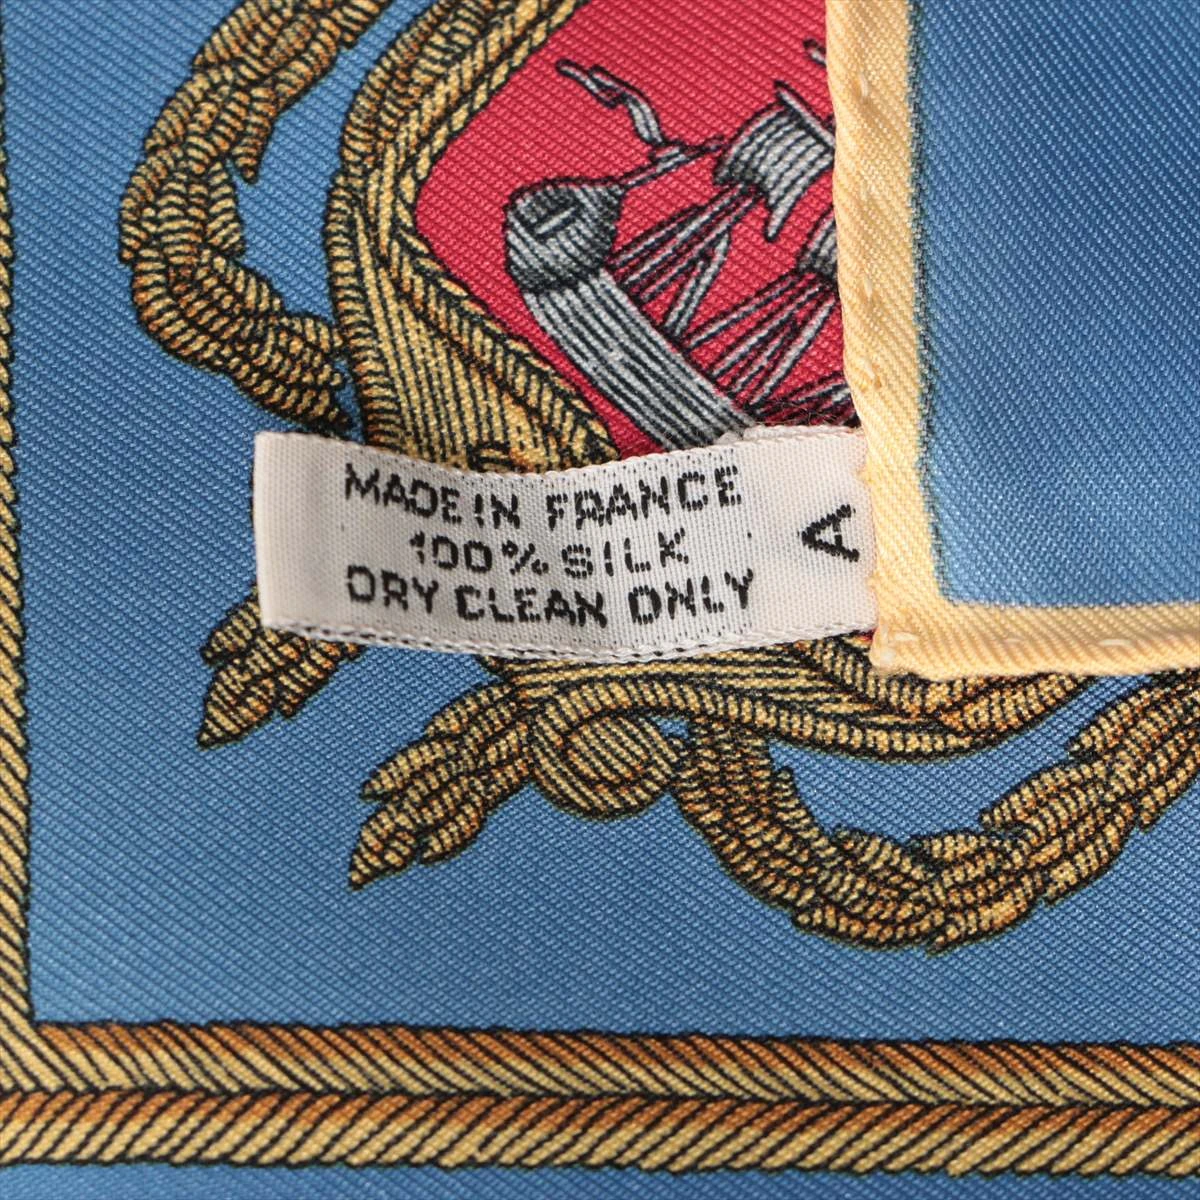 MADE IN FRANCE
100% SILK
DRY CLEAN ONLY
A